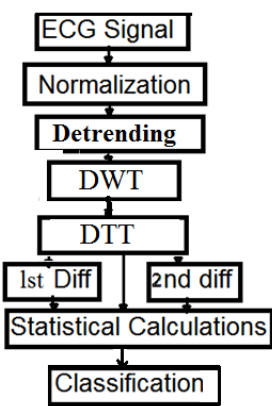 ECG Signal
Normalization
Detrending
DWT
DTT
1st Diff
2nd diff
Statistical Calculations
Classification